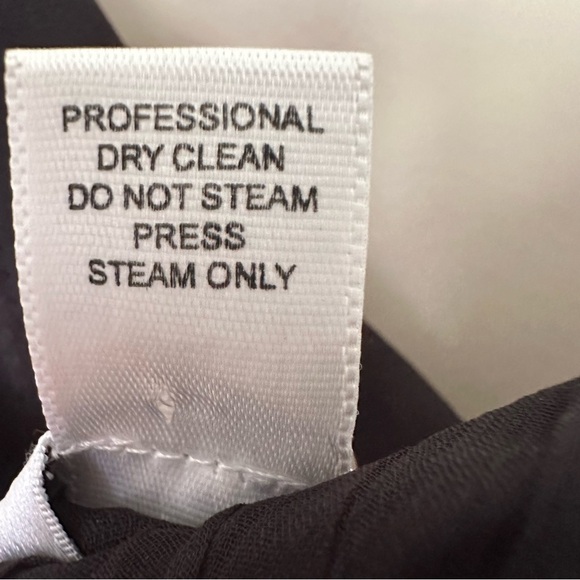 PROFESSIONAL
DRY CLEAN
DO NOT STEAM
PRESS
STEAM ONLY